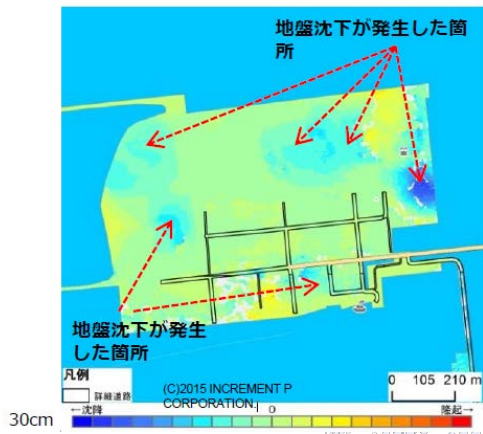 地盤沈下が発生した箇
所
地盤沈下が発生
した箇所
凡例
詳細道路
(C)2015 INCREMENT P
CORPORATION.
0 105 210 m
30cm
←沈降 0 隆起→